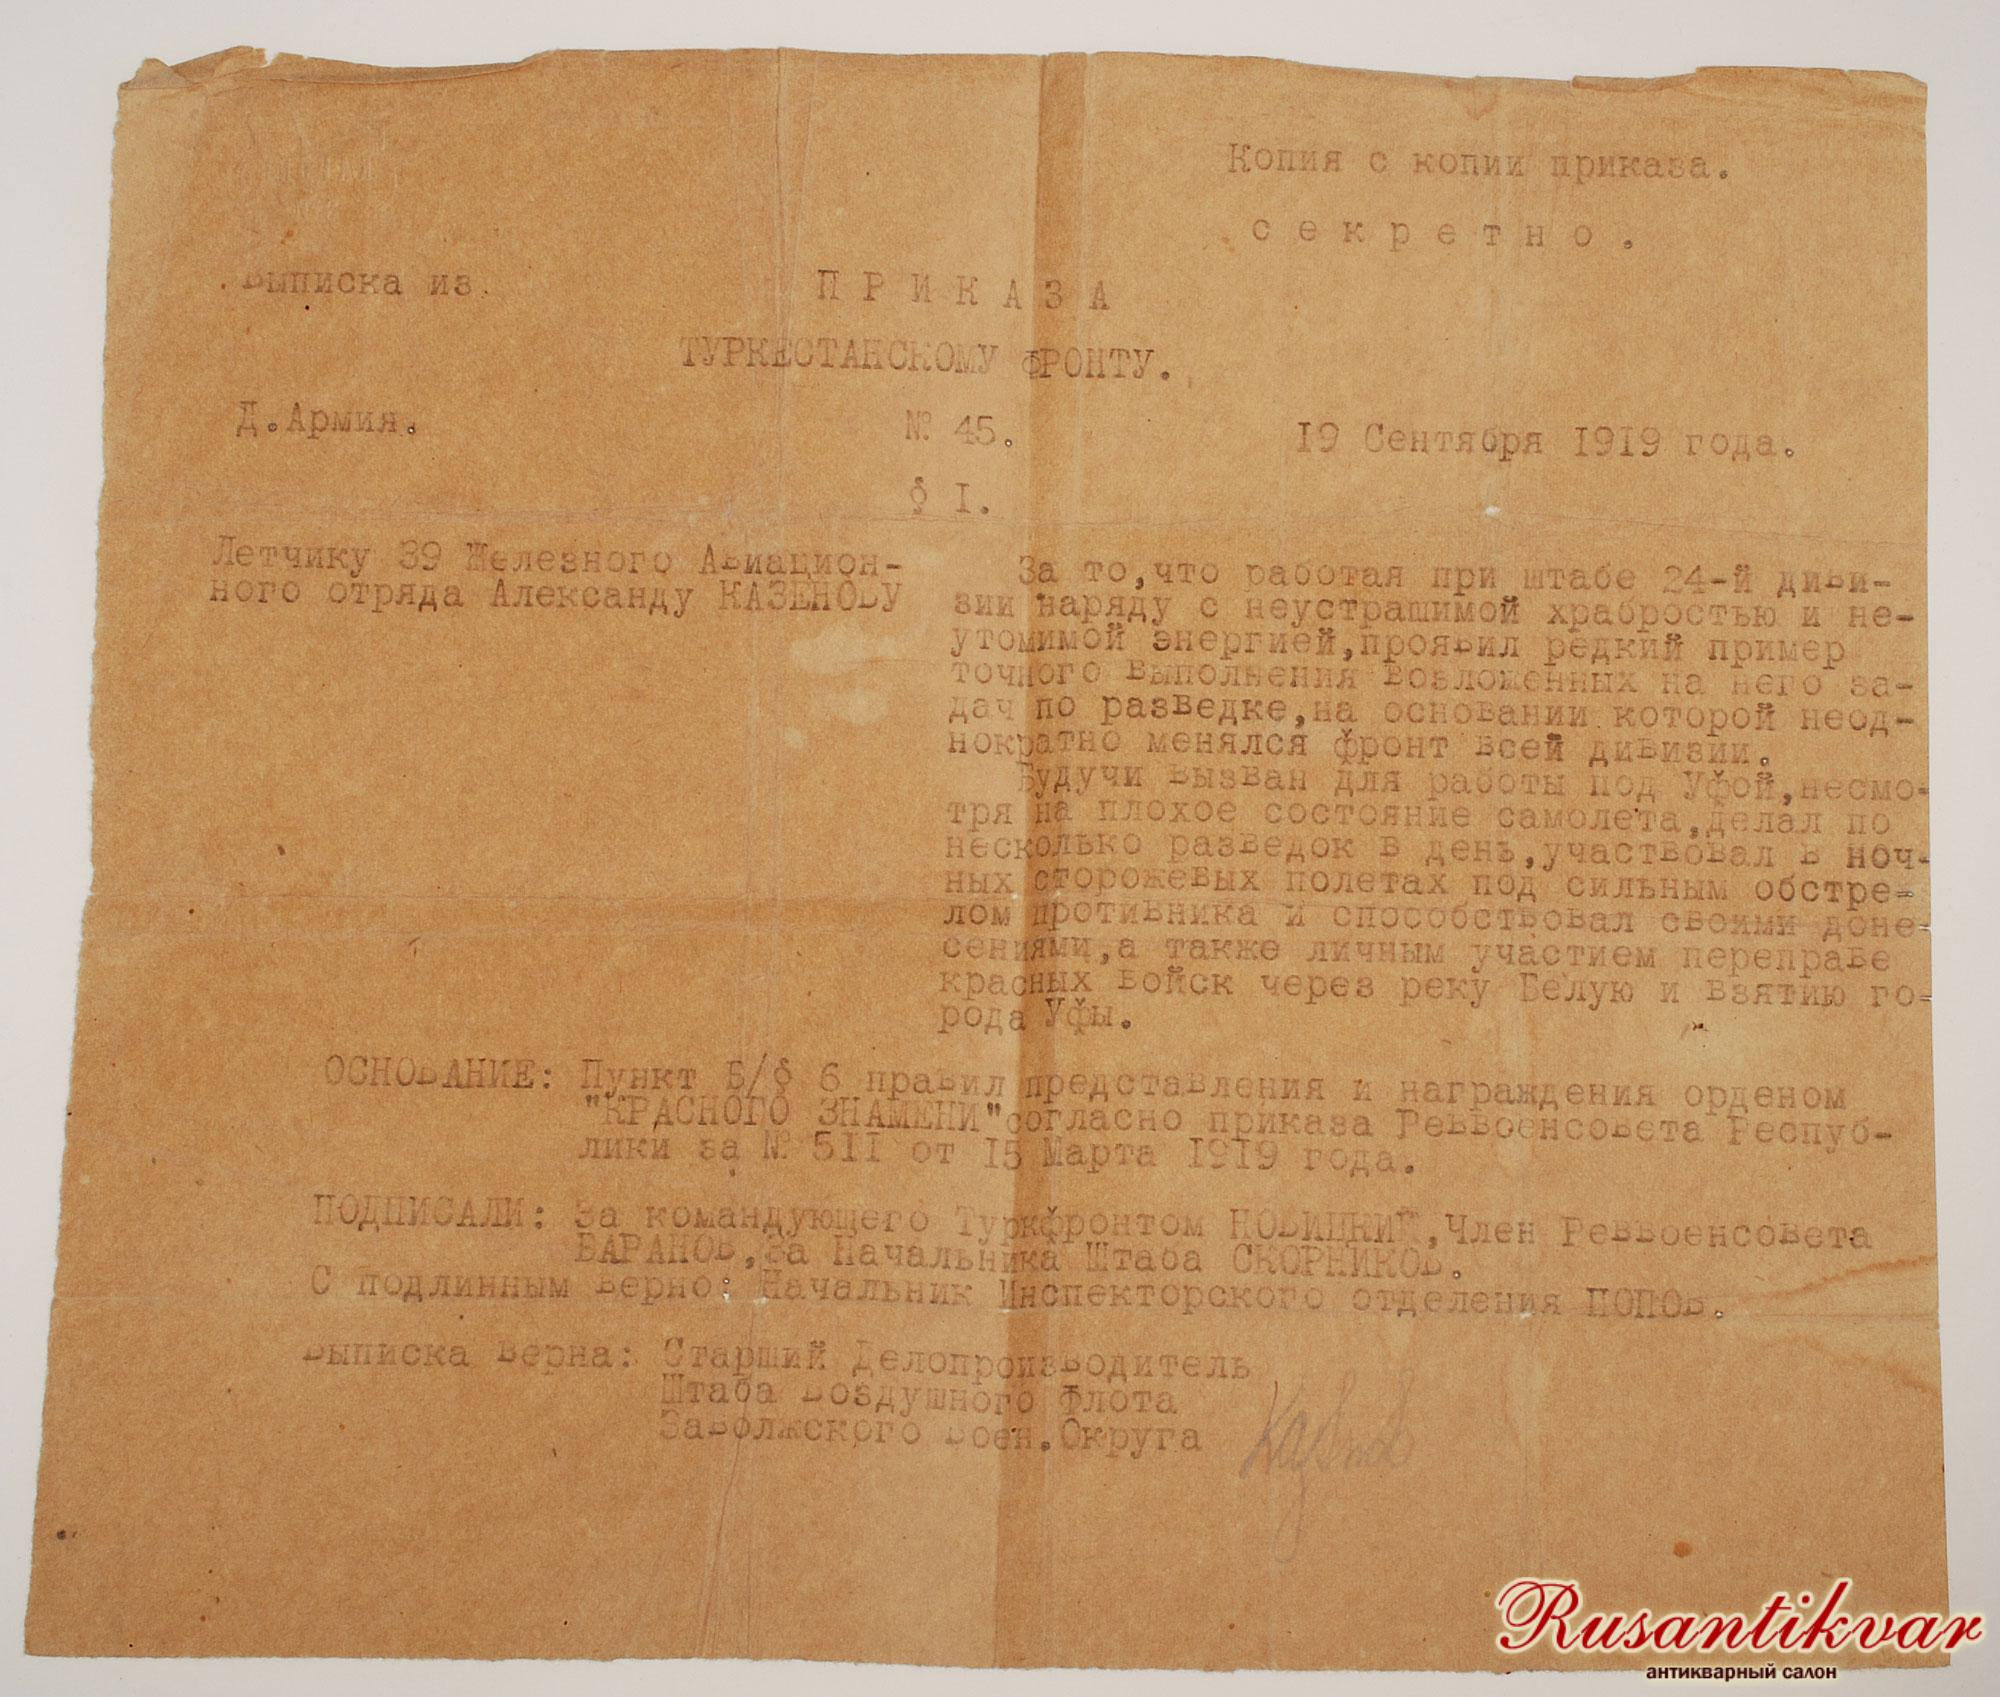 Копия с копии приказа.
секретно.
Выписка из
ПРИКАЗА
ТУРКЕСТАНСКОМУ ФРОНТУ.
Д.Армия.
№ 45.
19 Сентября 1919 года.
§ I.
Летчику 39 Железного Авиацион-
ного отряда Александру КАЗЕНОВУ
За то,что работая при штабе 24-й диви-
зии наряду с неустрашимой храбростью и не-
утомимой энергией,проявил редкий пример
точного выполнения возложенных на него за-
дач по разведке,на основании которой неод-
нократно менялся фронт всей дивизии.
Будучи вызван для работы под Уфой,несмо-
тря на плохое состояние самолета,делал по
несколько разведок в день,участвовал в ноч-
ных сторожевых полетах под сильным обстре-
лом противника и способствовал своими доне-
сениями,а также личным участием переправе
красных войск через реку Белую и взятию го-
рода Уфы.
ОСНОВАНИЕ: Пункт Б/§ 6 правил представления и награждения орденом
"КРАСНОГО ЗНАМЕНИ"согласно приказа Реввоенсовета Респуб-
лики за № 511 от 15 Марта 1919 года.
ПОДПИСАЛИ: За командующего Туркфронтом НОВИЦКИЙ,Член Реввоенсовета
БАРАНОВ,За Начальника Штаба СКОРНИКОВ.
С подлинным верно: Начальник Инспекторского отделения ПОПОВ.
Выписка верна: Старший Делопроизводитель
Штаба Воздушного Флота
Заволжского Воен.Округа
Rusantikvar
антикварный салон